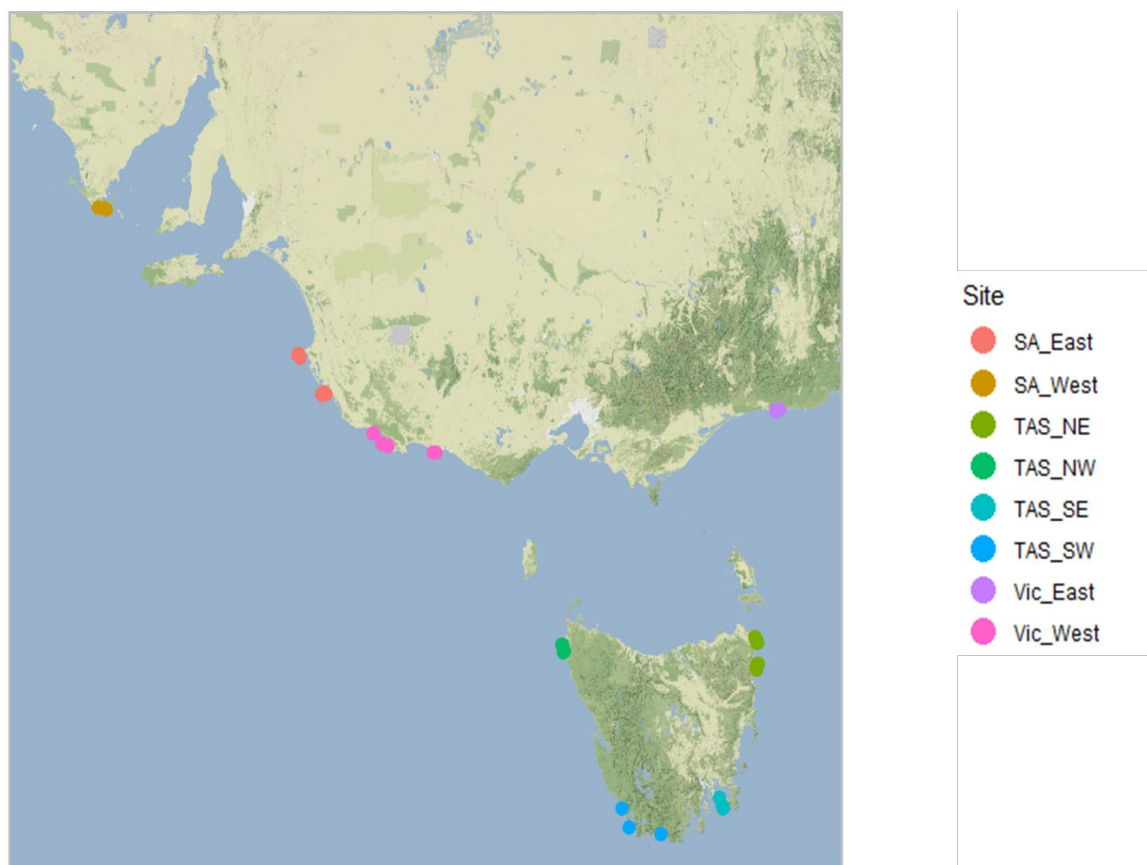 Site
SA_East
SA_West
TAS_NE
TAS_NW
TAS_SE
TAS_SW
Vic_East
Vic_West